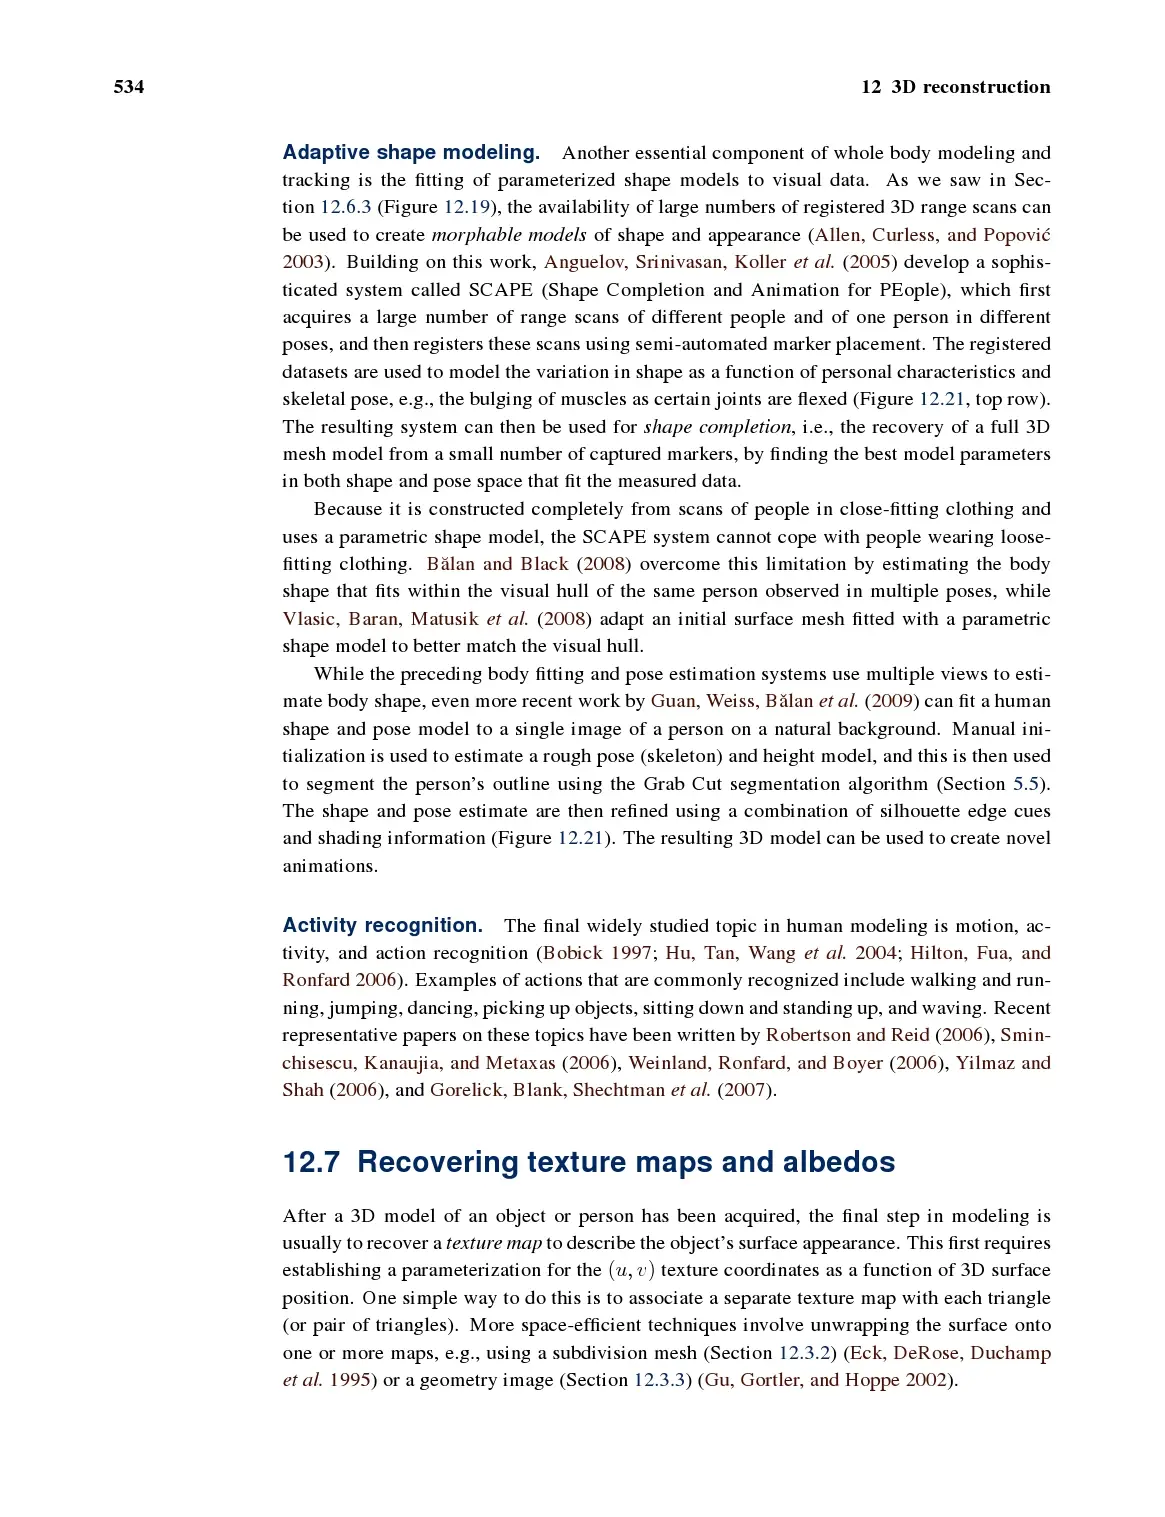 534
12 3D reconstruction
Adaptive shape modeling. Another essential component of whole body modeling and
tracking is the fitting of parameterized shape models to visual data. As we saw in Sec-
tion 12.6.3 (Figure 12.19), the availability of large numbers of registered 3D range scans can
be used to create morphable models of shape and appearance (Allen, Curless, and Popović
2003). Building on this work, Anguelov, Srinivasan, Koller et al. (2005) develop a sophis-
ticated system called SCAPE (Shape Completion and Animation for PEople), which first
acquires a large number of range scans of different people and of one person in different
poses, and then registers these scans using semi-automated marker placement. The registered
datasets are used to model the variation in shape as a function of personal characteristics and
skeletal pose, e.g., the bulging of muscles as certain joints are flexed (Figure 12.21, top row).
The resulting system can then be used for shape completion, i.e., the recovery of a full 3D
mesh model from a small number of captured markers, by finding the best model parameters
in both shape and pose space that fit the measured data.
Because it is constructed completely from scans of people in close-fitting clothing and
uses a parametric shape model, the SCAPE system cannot cope with people wearing loose-
fitting clothing. Bălan and Black (2008) overcome this limitation by estimating the body
shape that fits within the visual hull of the same person observed in multiple poses, while
Vlasic, Baran, Matusik et al. (2008) adapt an initial surface mesh fitted with a parametric
shape model to better match the visual hull.
While the preceding body fitting and pose estimation systems use multiple views to esti-
mate body shape, even more recent work by Guan, Weiss, Bălan et al. (2009) can fit a human
shape and pose model to a single image of a person on a natural background. Manual ini-
tialization is used to estimate a rough pose (skeleton) and height model, and this is then used
to segment the person's outline using the Grab Cut segmentation algorithm (Section 5.5).
The shape and pose estimate are then refined using a combination of silhouette edge cues
and shading information (Figure 12.21). The resulting 3D model can be used to create novel
animations.
Activity recognition. The final widely studied topic in human modeling is motion, ac-
tivity, and action recognition (Bobick 1997; Hu, Tan, Wang et al. 2004; Hilton, Fua, and
Ronfard 2006). Examples of actions that are commonly recognized include walking and run-
ning, jumping, dancing, picking up objects, sitting down and standing up, and waving. Recent
representative papers on these topics have been written by Robertson and Reid (2006), Smin-
chisescu, Kanaujia, and Metaxas (2006), Weinland, Ronfard, and Boyer (2006), Yilmaz and
Shah (2006), and Gorelick, Blank, Shechtman et al. (2007).
12.7 Recovering texture maps and albedos
After a 3D model of an object or person has been acquired, the final step in modeling is
usually to recover a texture map to describe the object's surface appearance. This first requires
establishing a parameterization for the (u, v) texture coordinates as a function of 3D surface
position. One simple way to do this is to associate a separate texture map with each triangle
(or pair of triangles). More space-efficient techniques involve unwrapping the surface onto
one or more maps, e.g., using a subdivision mesh (Section 12.3.2) (Eck, DeRose, Duchamp
et al. 1995) or a geometry image (Section 12.3.3) (Gu, Gortler, and Hoppe 2002).